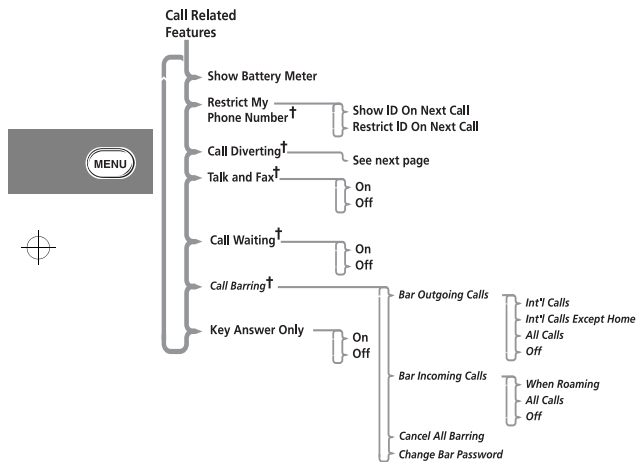 Call Related
Features
Show Battery Meter
Restrict My
Phone Number†
Show ID On Next Call
Restrict ID On Next Call
MENU
Call Diverting†
See next page
Talk and Fax†
On
Off
Call Waiting†
On
Off
Call Barring†
Bar Outgoing Calls
Int'l Calls
Int'l Calls Except Home
All Calls
Off
Key Answer Only
On
Off
Bar Incoming Calls
When Roaming
All Calls
Off
Cancel All Barring
Change Bar Password